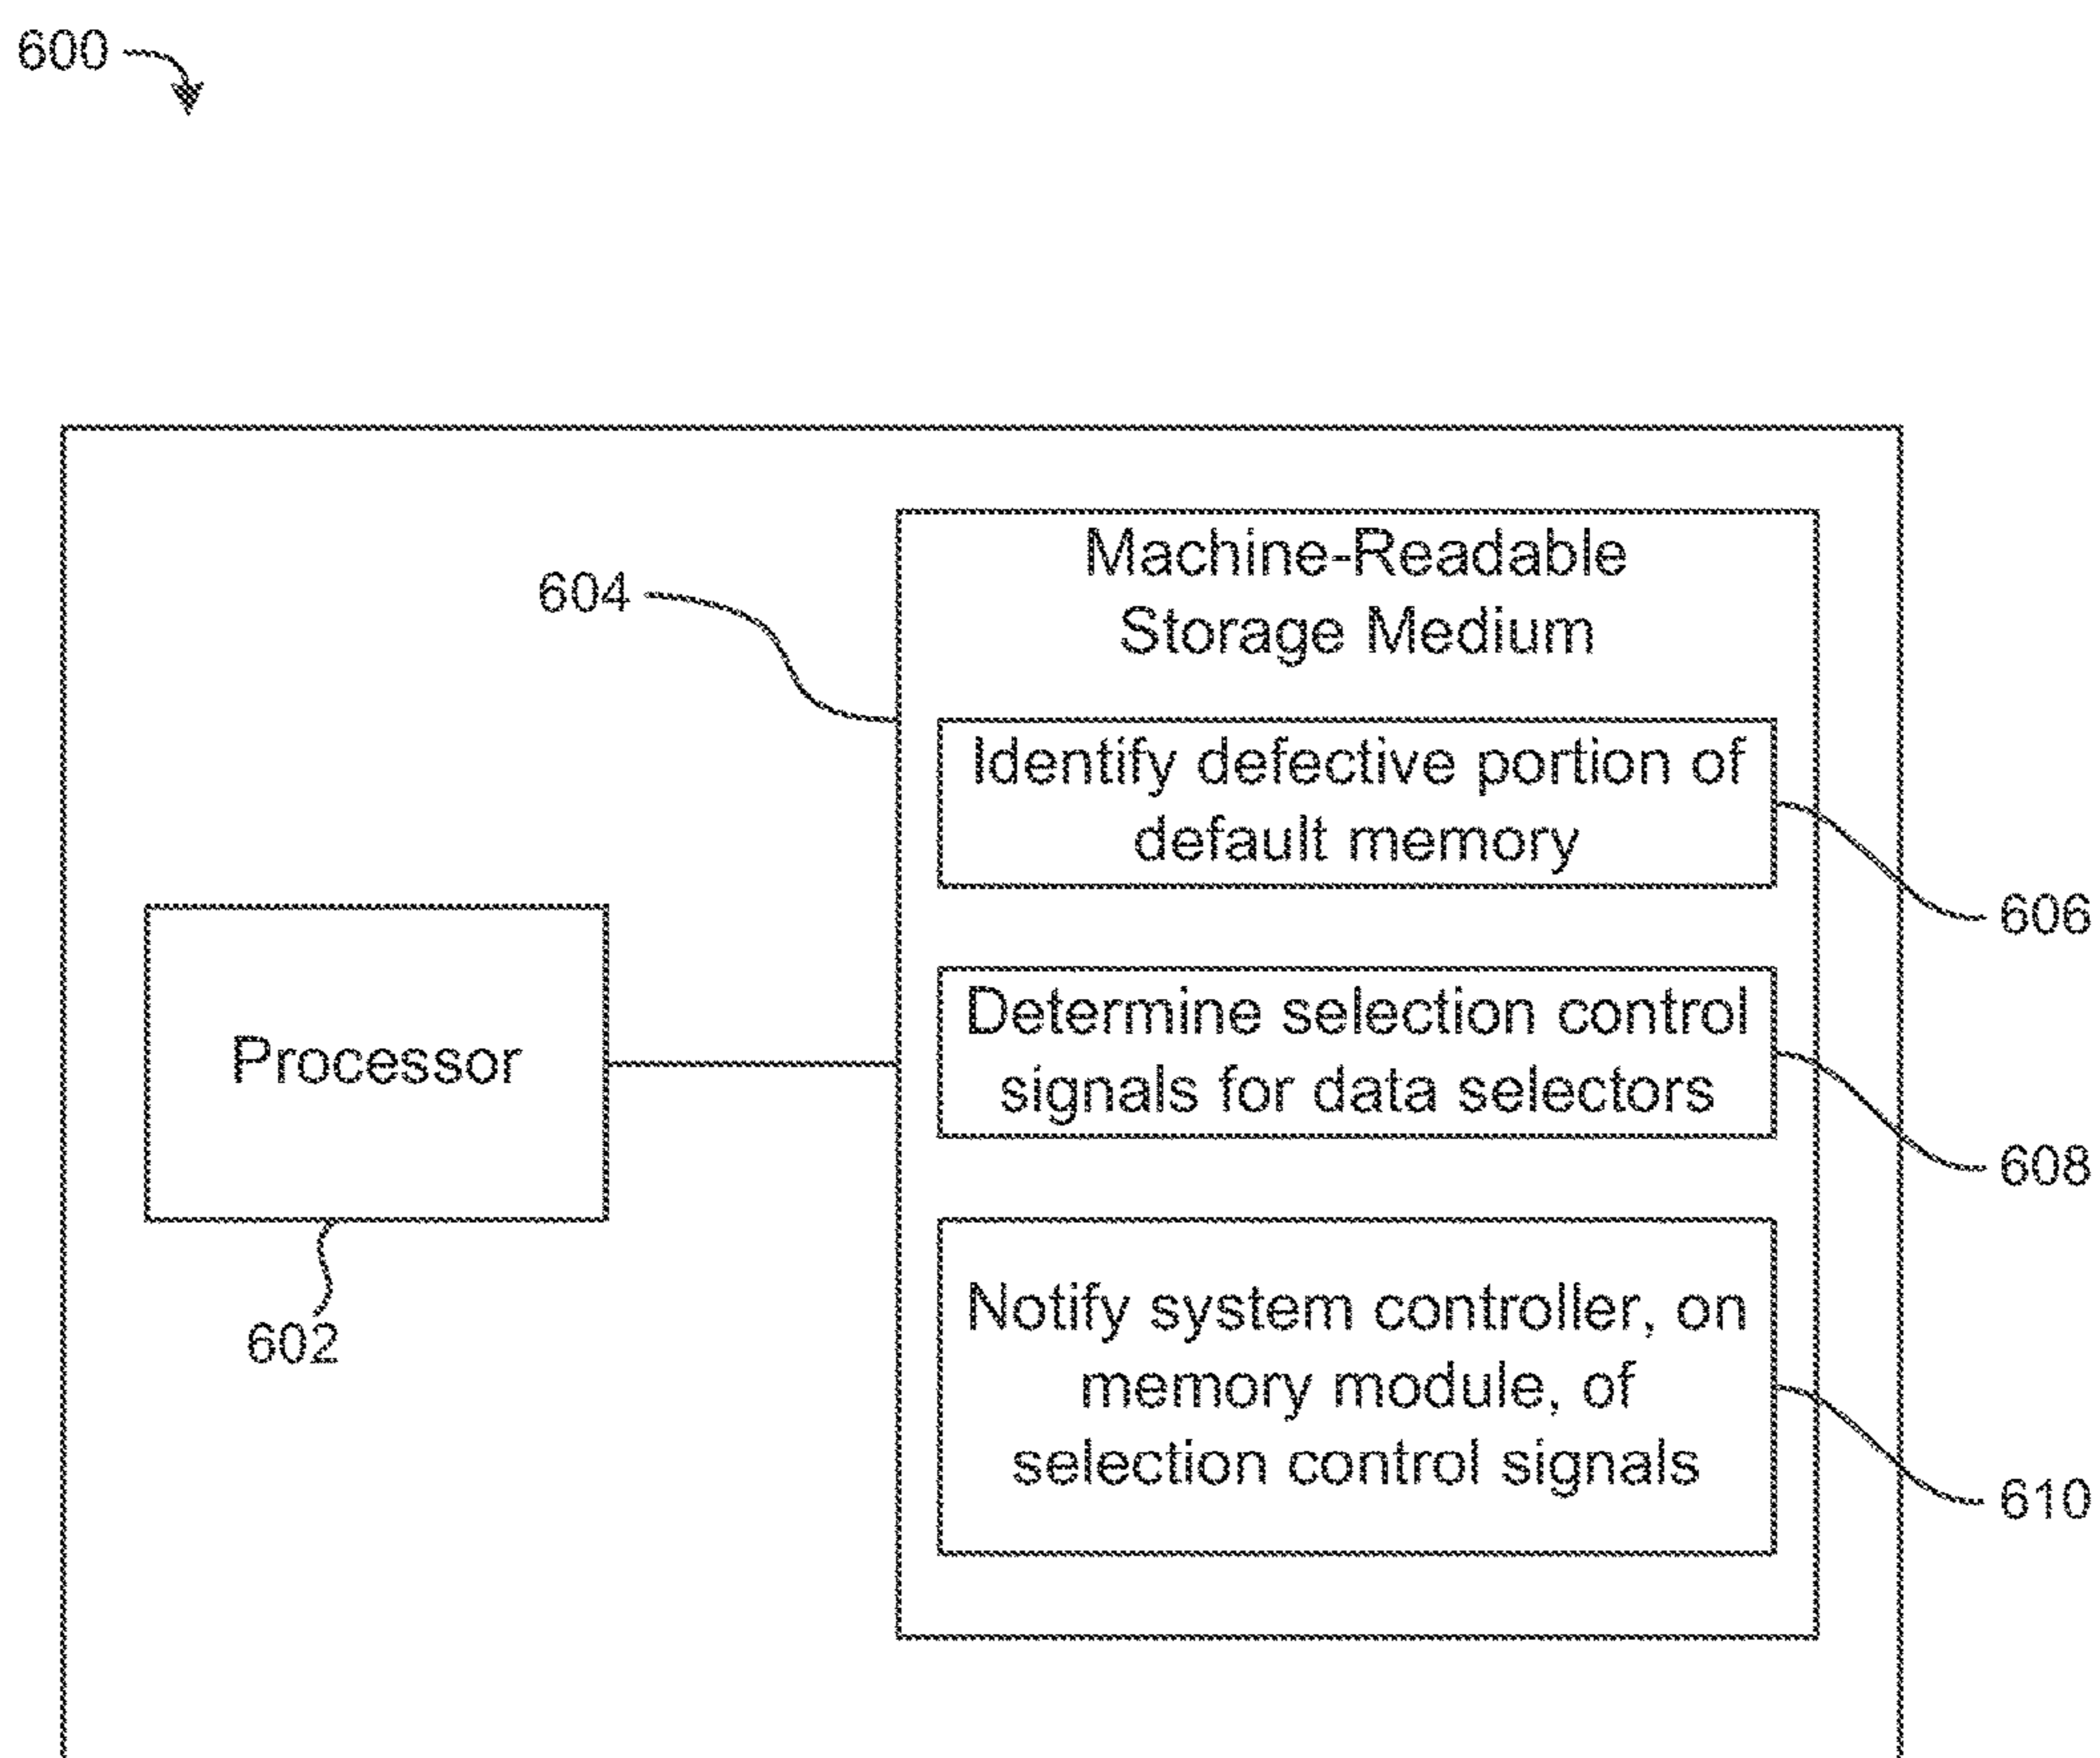 600
604
Machine-Readable
Storage Medium
Identify defective portion of
default memory
606
Determine selection control
signals for data selectors
608
Processor
602
Notify system controller, on
memory module, of
selection control signals
610